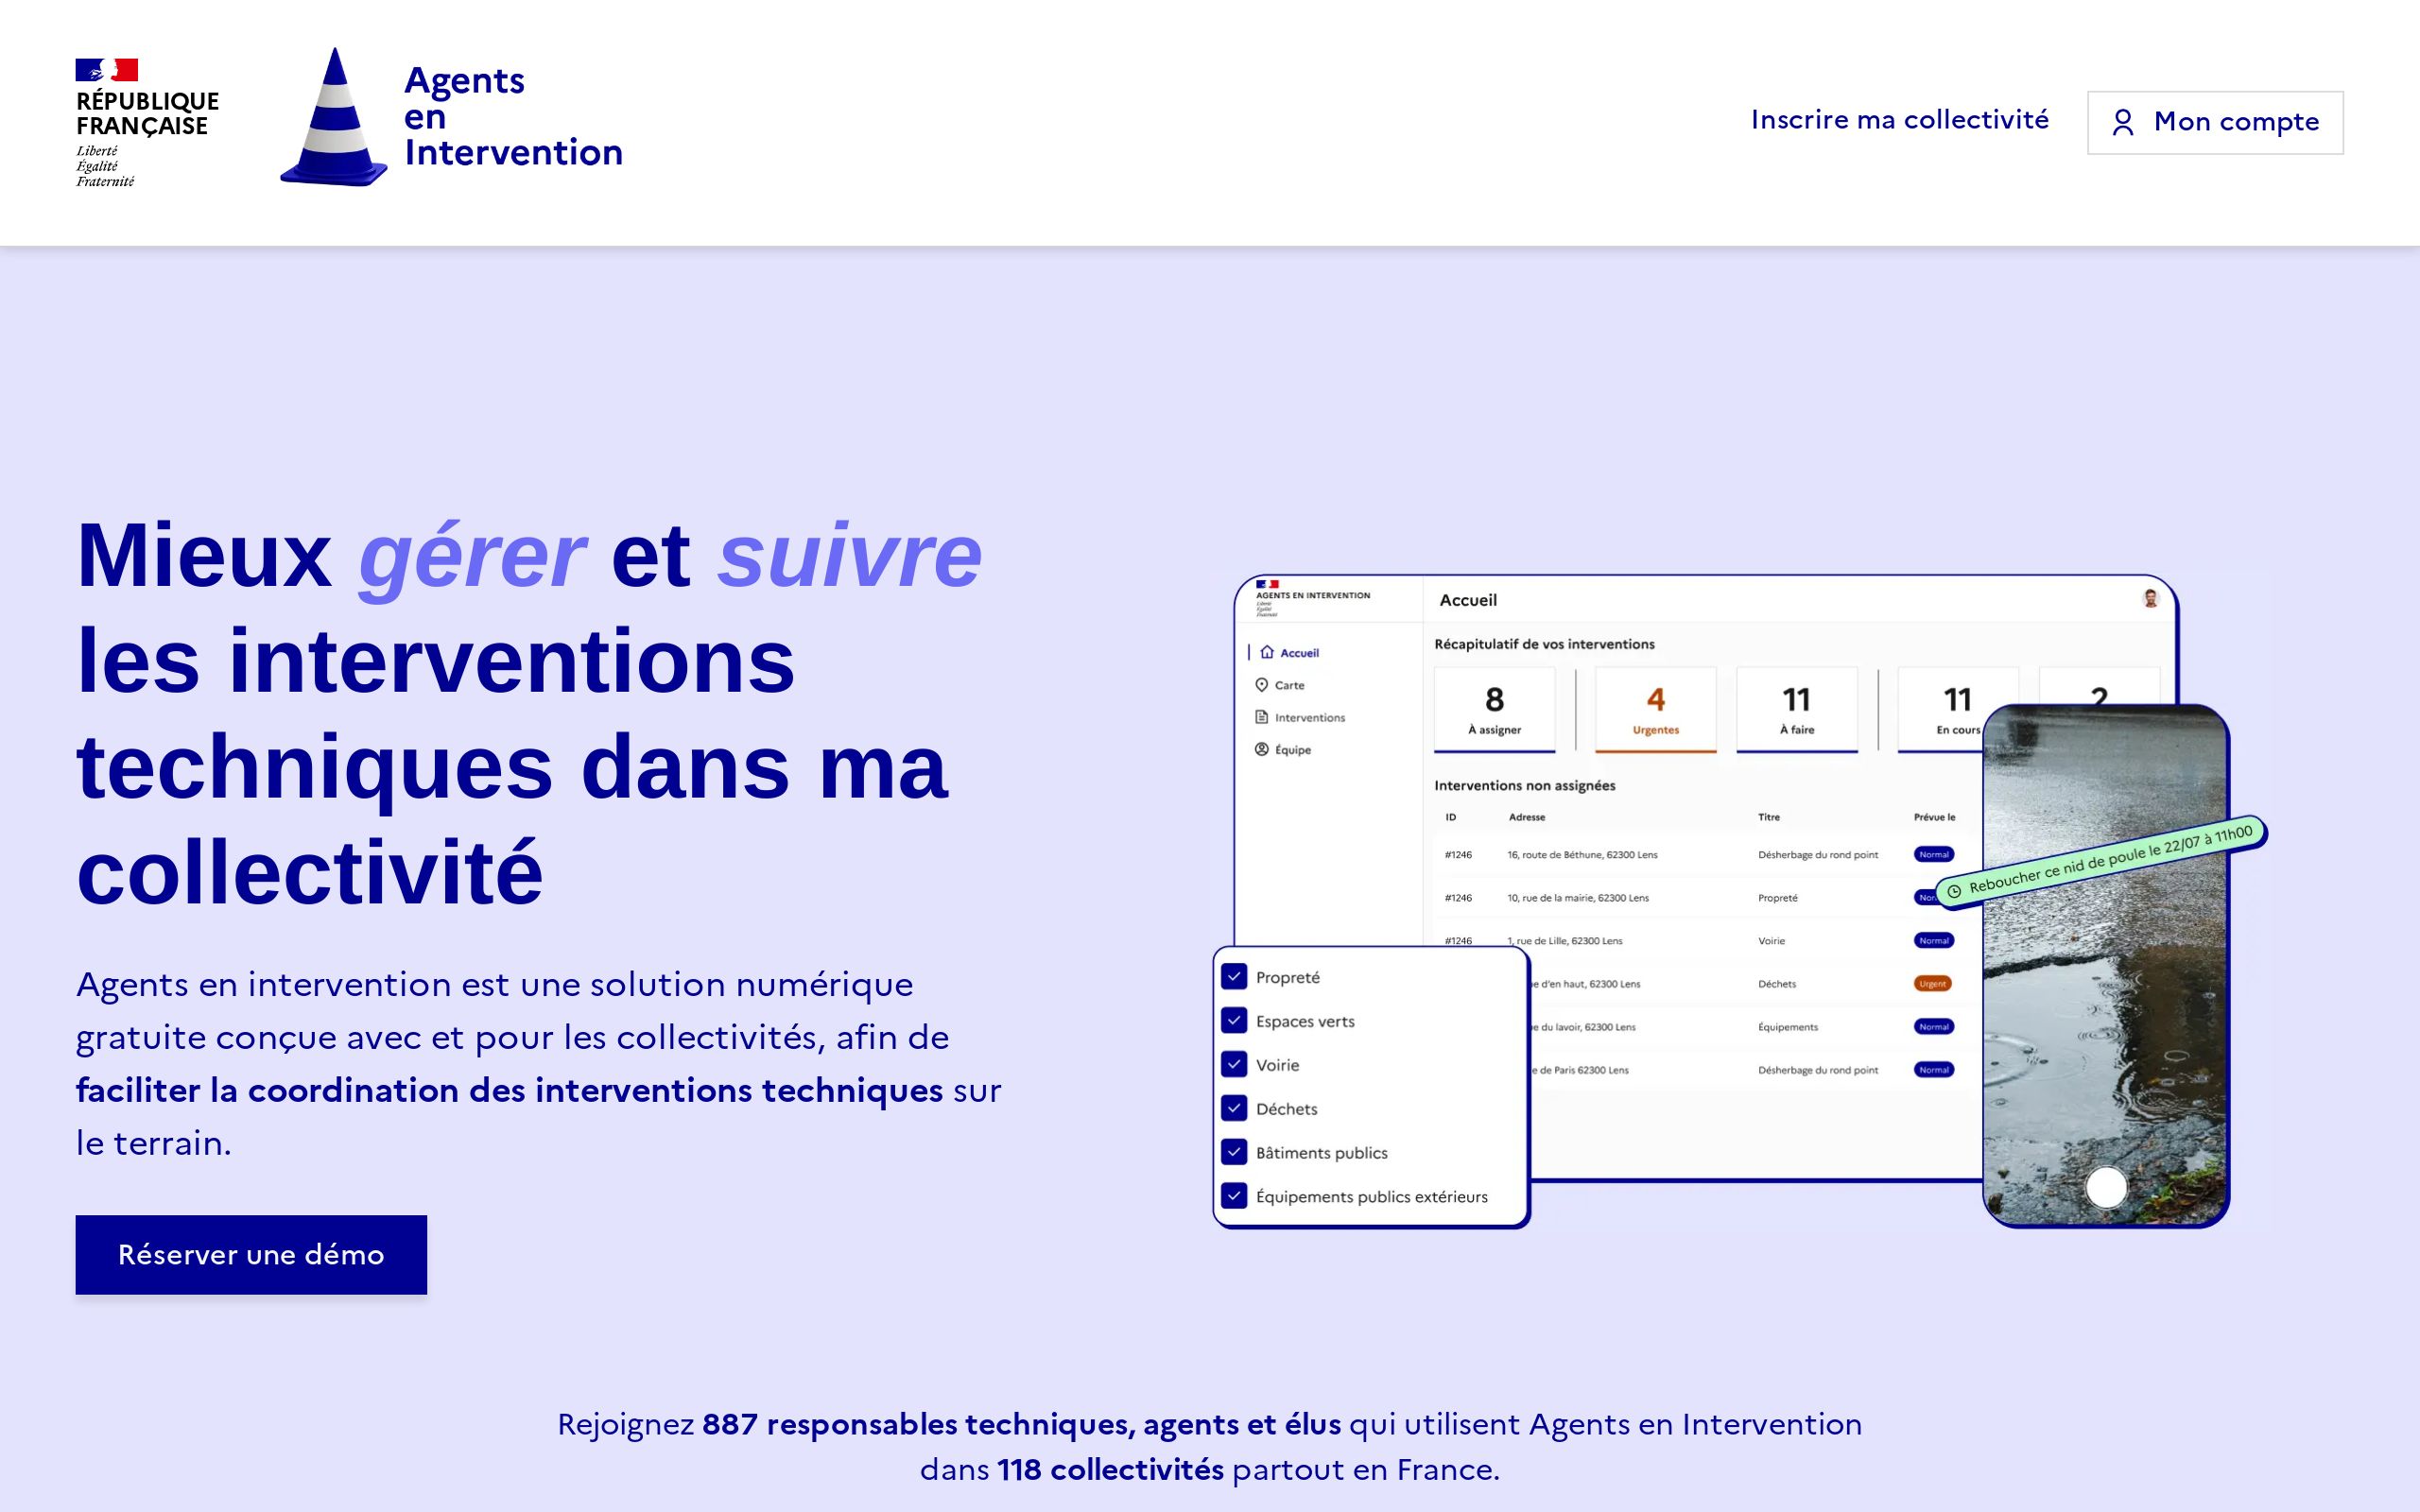 RÉPUBLIQUE
FRANÇAISE
Liberté
Égalité
Fraternité
Agents
en
Intervention
Inscrire ma collectivité
Mon compte
Mieux gérer et suivre
les interventions
techniques dans ma
collectivité
Agents en intervention est une solution numérique
gratuite conçue avec et pour les collectivités, afin de
faciliter la coordination des interventions techniques sur
le terrain.
Réserver une démo
AGENTS EN INTERVENTION
Liberté
Égalité
Fraternité
Accueil
Accueil
Carte
Interventions
Équipe
Récapitulatif de vos interventions
8
À assigner
4
Urgentes
11
À faire
11
En cours
2
Interventions non assignées
ID Adresse Titre Prévue le
#1246 16, route de Béthune, 62300 Lens Désherbage du rond point Normal
#1246 10, rue de la mairie, 62300 Lens Propreté
#1246 1, rue de Lille, 62300 Lens Voirie Normal
d'en haut, 62300 Lens Déchets Urgent
du lavoir, 62300 Lens Équipements Normal
de Paris 62300 Lens Désherbage du rond point Normal
Reboucher ce nid de poule le 22/07 à 11h00
Propreté
Espaces verts
Voirie
Déchets
Bâtiments publics
Équipements publics extérieurs
Rejoignez 887 responsables techniques, agents et élus qui utilisent Agents en Intervention
dans 118 collectivités partout en France.